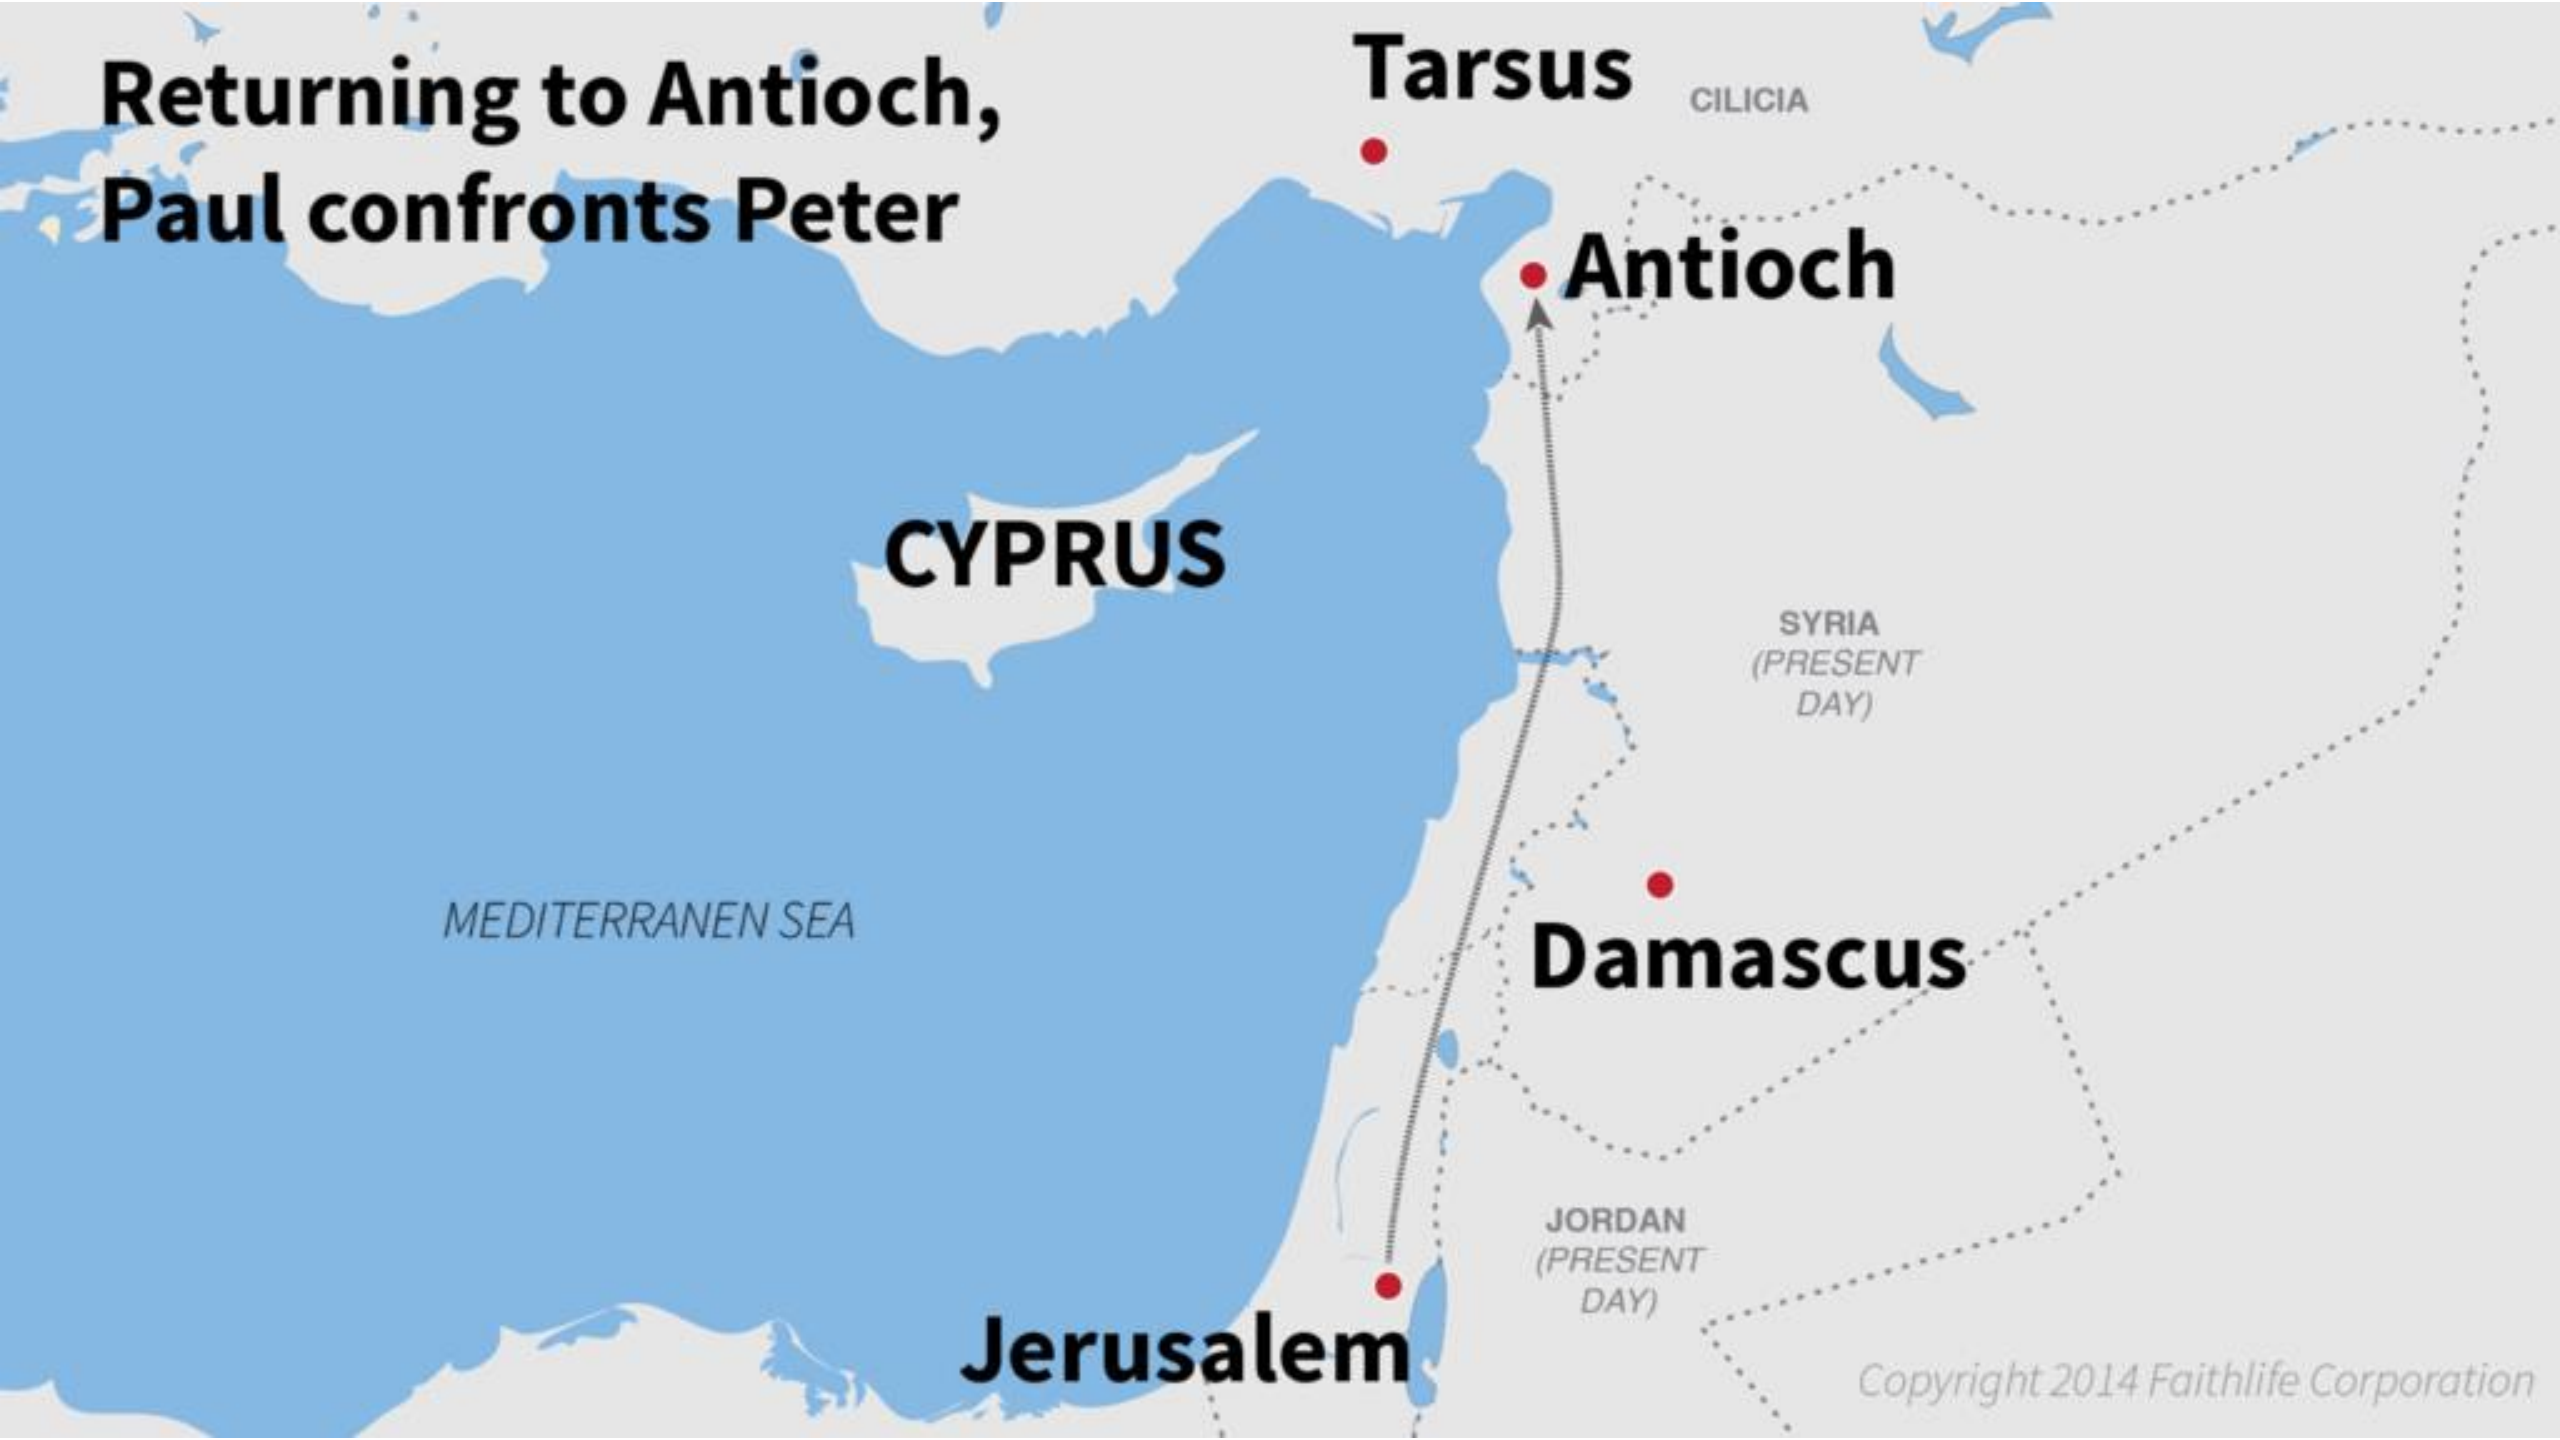 Returning to Antioch,
Paul confronts Peter
Tarsus
CILICIA
Antioch
CYPRUS
SYRIA
(PRESENT
DAY)
MEDITERRANEN SEA
Damascus
JORDAN
(PRESENT
DAY)
Jerusalem
Copyright 2014 Faithlife Corporation